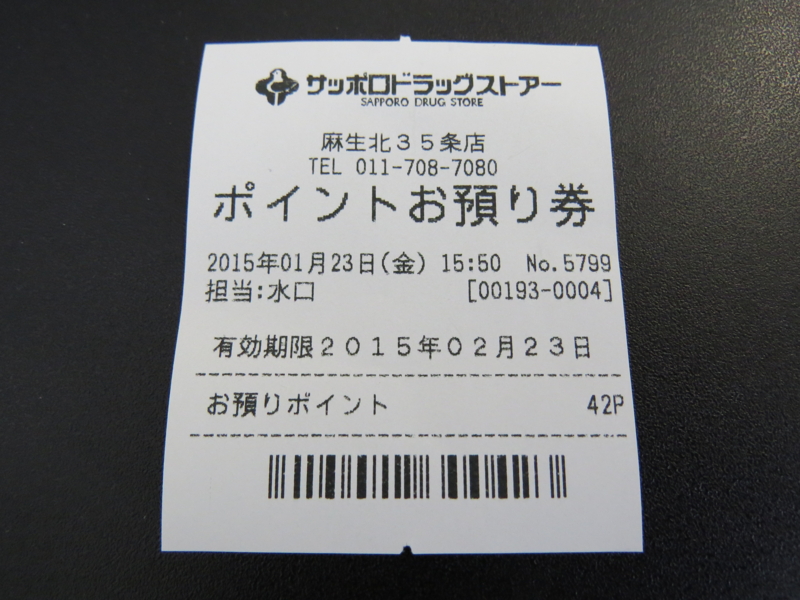 サッポロドラッグストアー
SAPPORO DRUG STORE
麻生北35条店
TEL 011-708-7080
ポイントお預り券
2015年01月23日(金) 15:50 No.5799
担当:水口 [00193-0004]
有効期限2015年02月23日
お預りポイント 42P